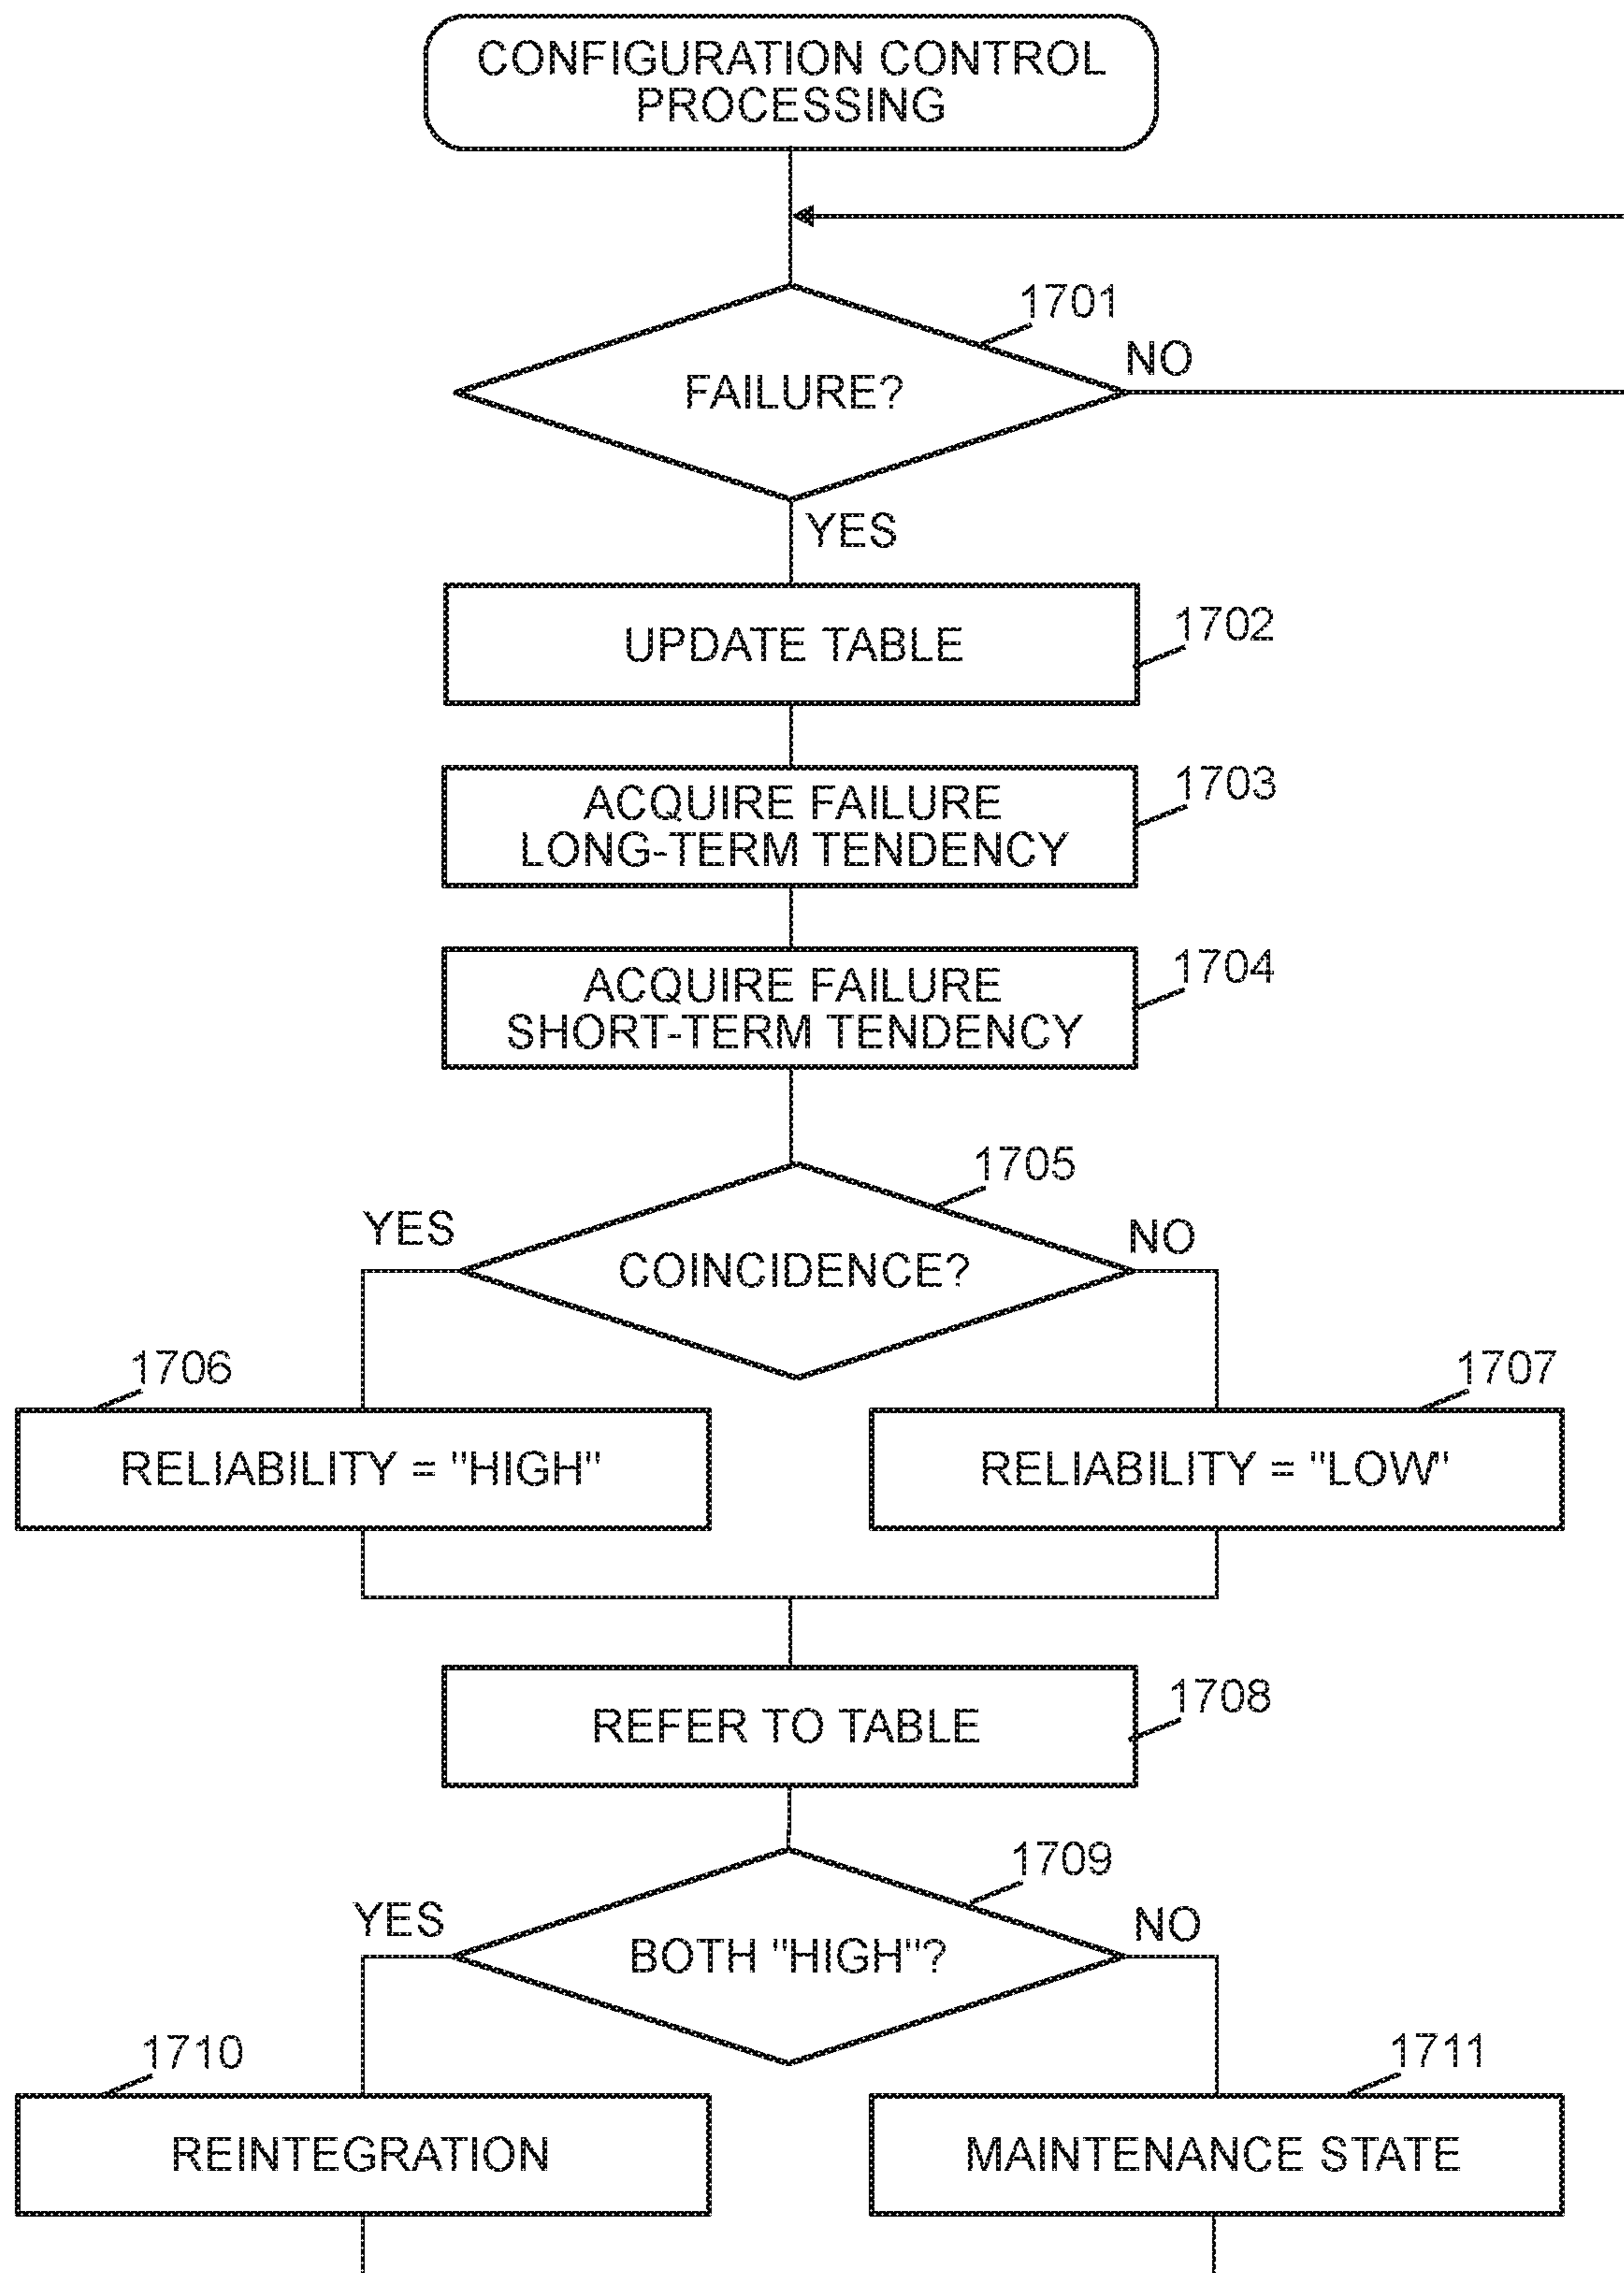 CONFIGURATION CONTROL
PROCESSING
1701
NO
FAILURE?
YES
1702
UPDATE TABLE
1703
ACQUIRE FAILURE
LONG-TERM TENDENCY
1704
ACQUIRE FAILURE
SHORT-TERM TENDENCY
1705
YES
NO
COINCIDENCE?
1706
1707
RELIABILITY = "HIGH"
RELIABILITY = "LOW"
1708
REFER TO TABLE
1709
YES
NO
BOTH "HIGH"?
1710
1711
REINTEGRATION
MAINTENANCE STATE